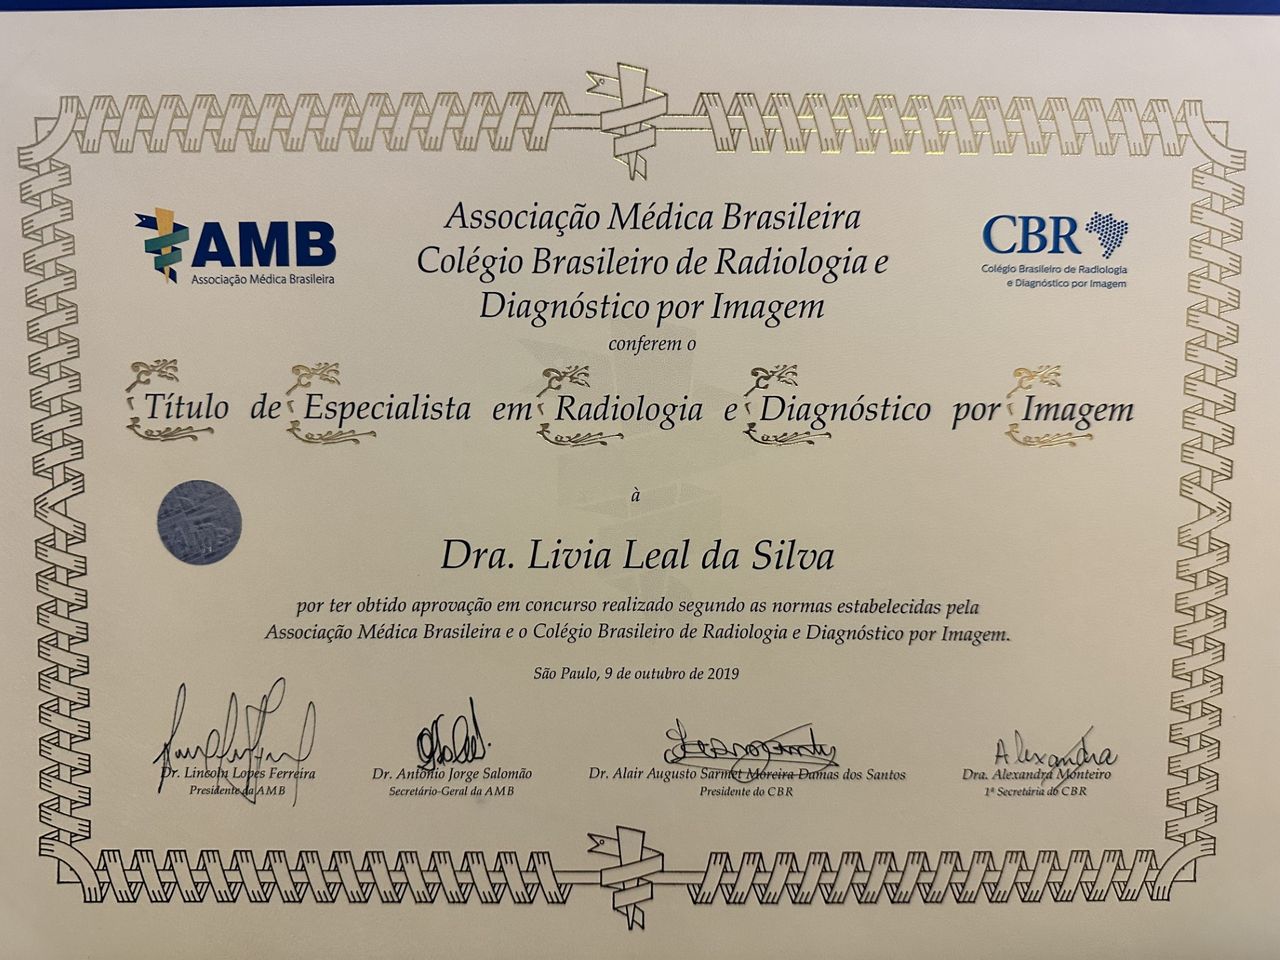 AMB
Associação Médica Brasileira
Associação Médica Brasileira
Colégio Brasileiro de Radiologia e
Diagnóstico por Imagem
CBR
Colégio Brasileiro de Radiologia
e Diagnóstico por Imagem
conferem o
Título de Especialista em Radiologia e Diagnóstico por Imagem
à
Dra. Livia Leal da Silva
por ter obtido aprovação em concurso realizado segundo as normas estabelecidas pela
Associação Médica Brasileira e o Colégio Brasileiro de Radiologia e Diagnóstico por Imagem.
São Paulo, 9 de outubro de 2019
Alexandra
Dr. Lincoln Lopes Ferreira
Presidente da AMB
Dr. Antônio Jorge Salomão
Secretário-Geral da AMB
Dr. Alair Augusto Sarmet Moreira Damas dos Santos
Presidente do CBR
Dra. Alexandra Monteiro
1ª Secretária do CBR